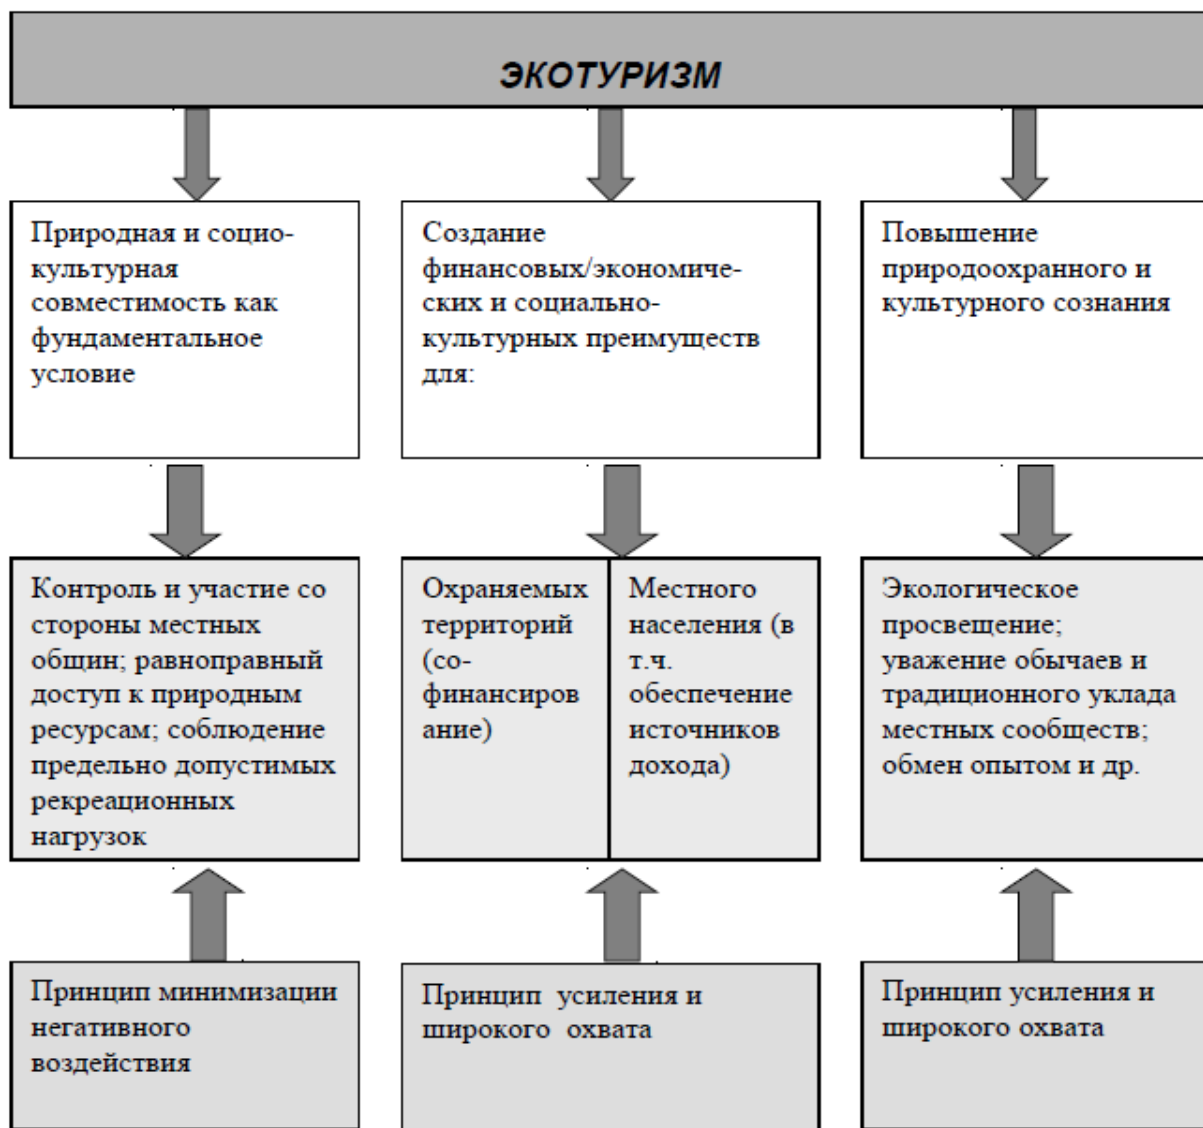 ЭКОТУРИЗМ
Природная и социо-
культурная
совместимость как
фундаментальное
условие
Создание
финансовых/экономиче-
ских и социально-
культурных преимуществ
для:
Повышение
природоохранного и
культурного сознания
Контроль и участие со
стороны местных
общин; равноправный
доступ к природным
ресурсам; соблюдение
предельно допустимых
рекреационных
нагрузок
Охраняемых
территорий
(со-
финансиров
ание)
Местного
населения (в
т.ч.
обеспечение
источников
дохода)
Экологическое
просвещение;
уважение обычаев и
традиционного уклада
местных сообществ;
обмен опытом и др.
Принцип минимизации
негативного
воздействия
Принцип  усиления и
широкого  охвата
Принцип усиления и
широкого охвата